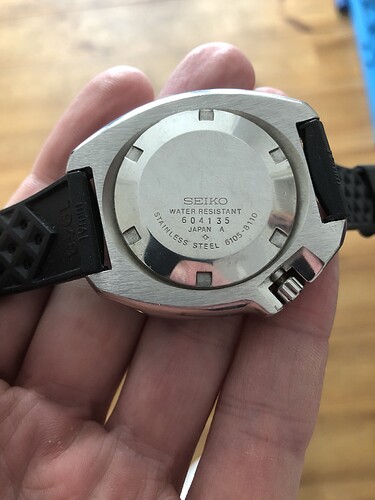 SEIKO
WATER RESISTANT
604135
JAPAN A
STAINLESS STEEL 6105-8110